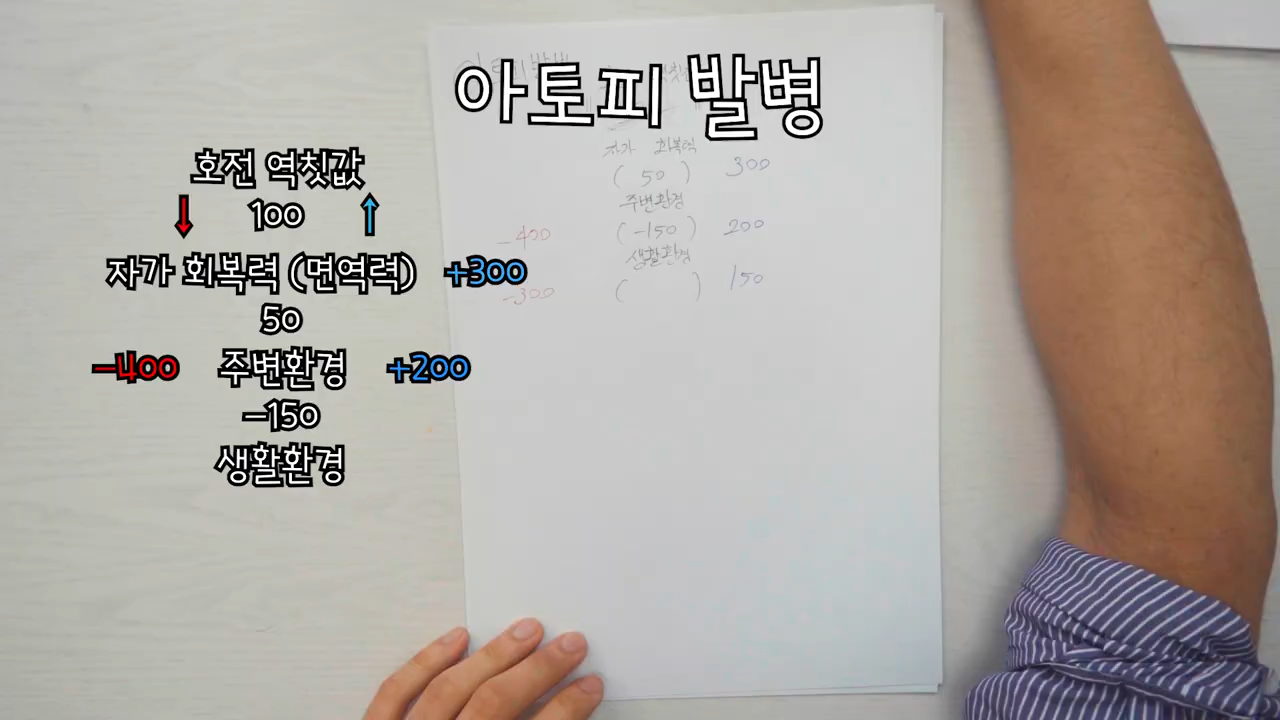 아토피 발병
호전 역칫값
↓ 100 ↑
자가 회복력 (면역력) +300
50
-400 주변환경 +200
-150
생활환경
자가 회복력
( 50 ) 300
주변환경
-400 ( -150 ) 200
생활환경
-300 ( ) 150